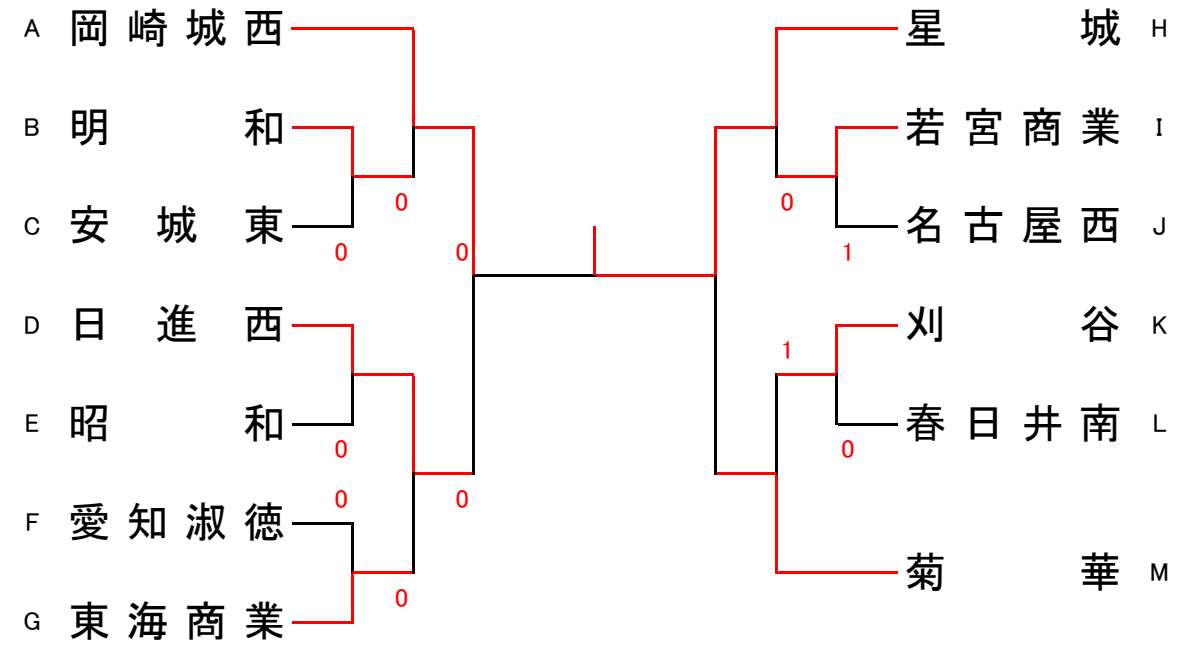 A 岡崎城西
B 明和
0
C 安城東
0
0
D 日進西
E 昭和
0
0
0
F 愛知淑徳
0
G 東海商業
星城 H
若宮商業 I
0
名古屋西 J
1
刈谷 K
1
春日井南 L
0
菊華 M